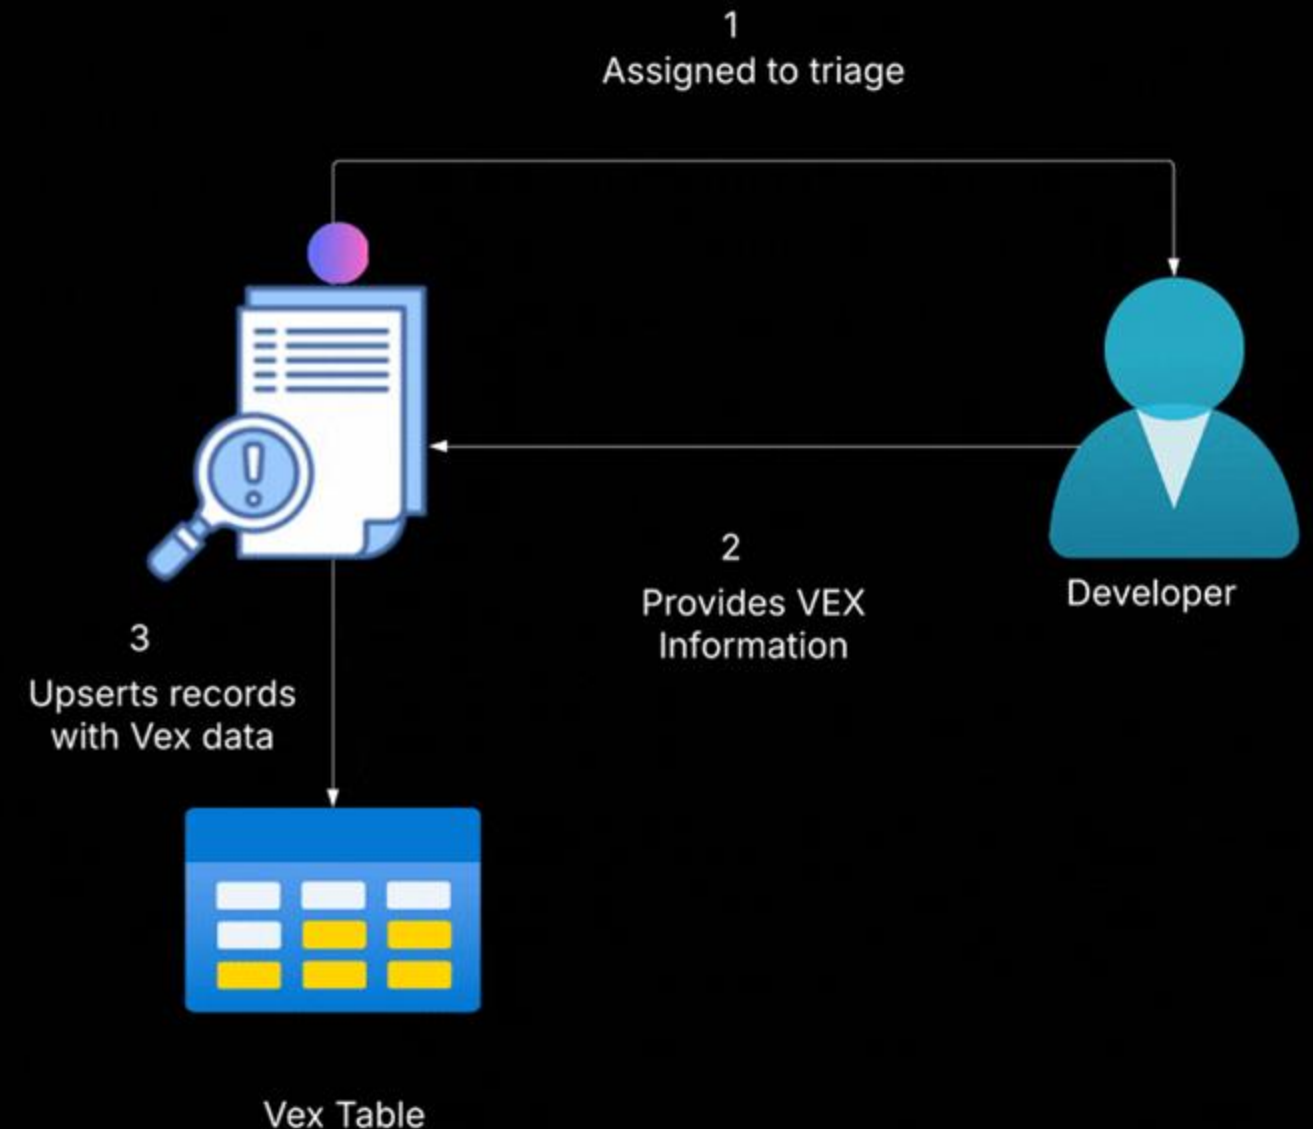 1
Assigned to triage
2
Provides VEX
Information
Developer
3
Upserts records
with Vex data
Vex Table